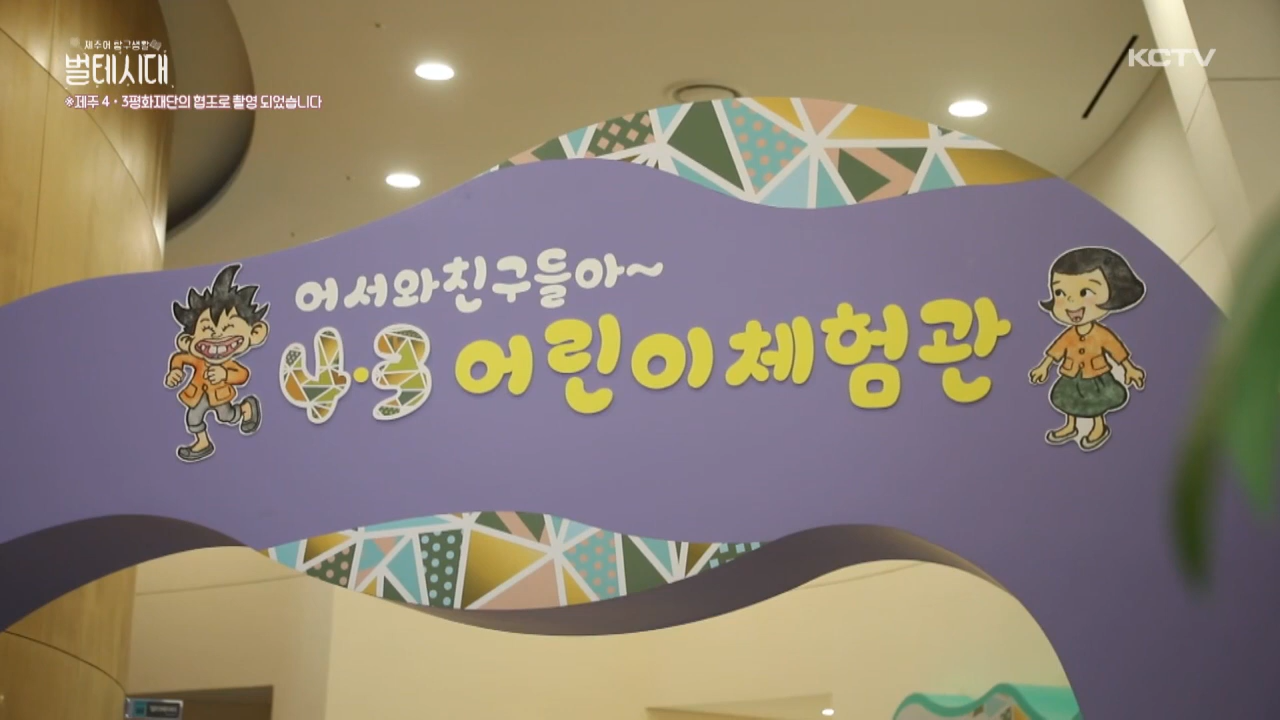 제주어 탐구생활
벌테시대
※제주 4·3평화재단의 협조로 촬영 되었습니다
KCTV
어서와친구들아~
4·3 어린이체험관